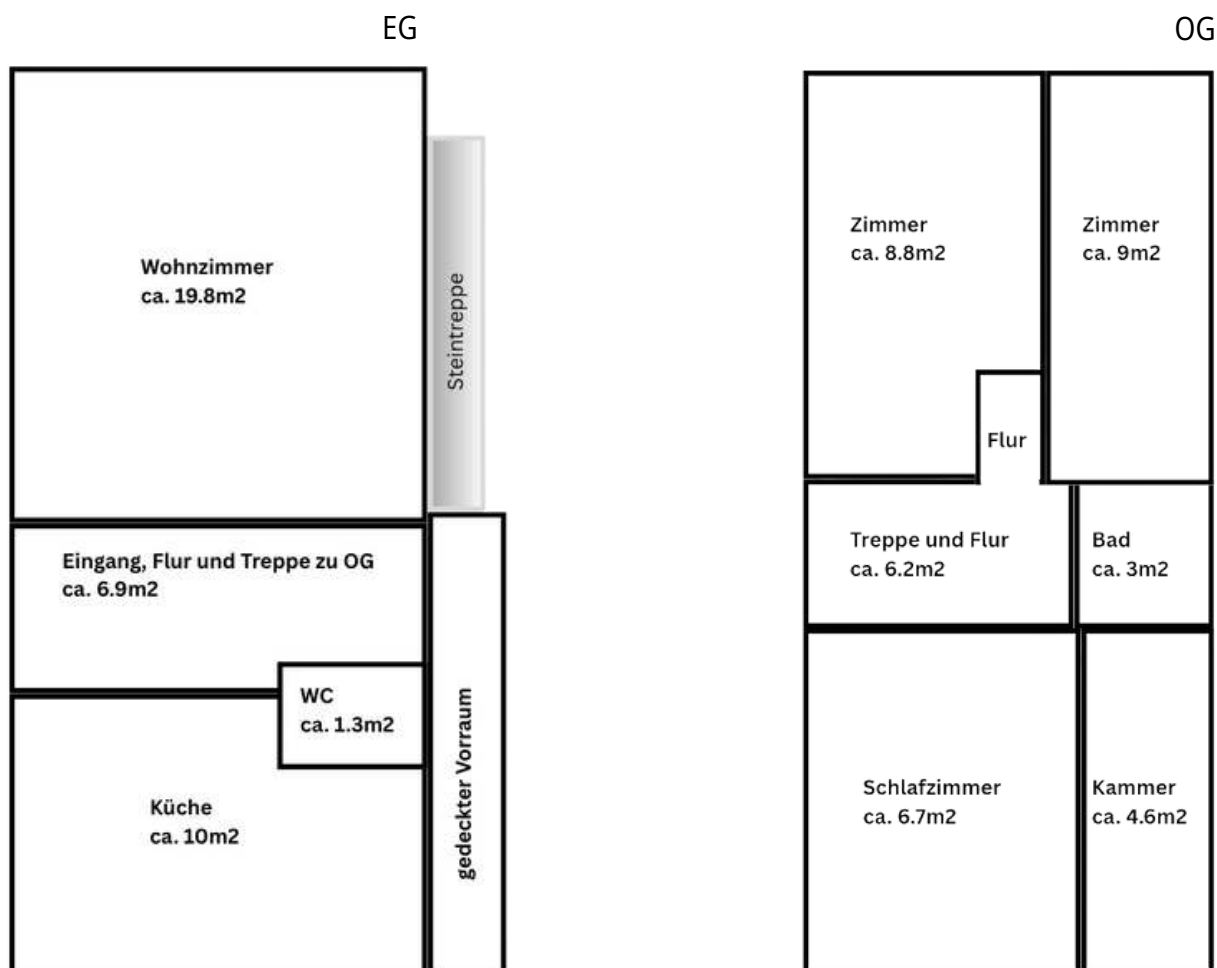 EG
Wohnzimmer
ca. 19.8m2
Steintreppe
Eingang, Flur und Treppe zu OG
ca. 6.9m2
WC
ca. 1.3m2
Küche
ca. 10m2
gedeckter Vorraum
OG
Zimmer
ca. 8.8m2
Zimmer
ca. 9m2
Flur
Treppe und Flur
ca. 6.2m2
Bad
ca. 3m2
Schlafzimmer
ca. 6.7m2
Kammer
ca. 4.6m2